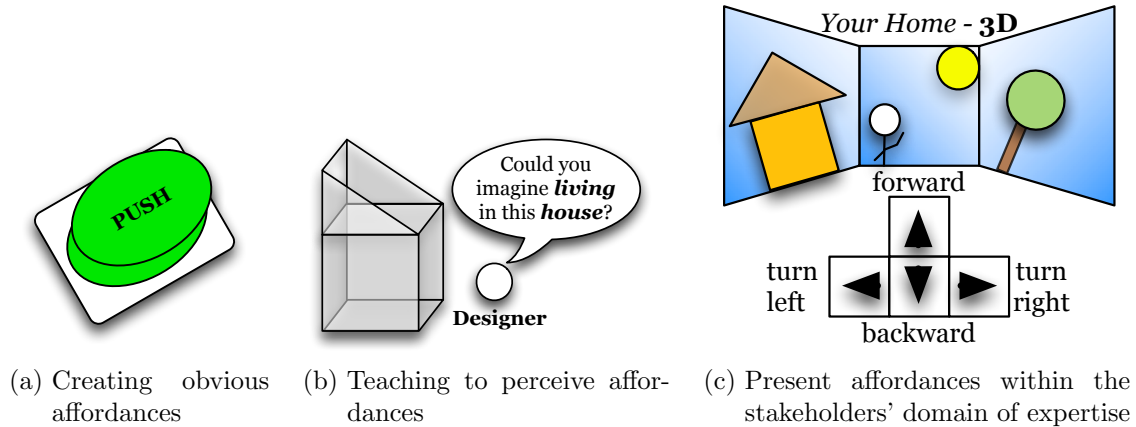 PUSH
Could you
imagine living
in this house?
Designer
Your Home - 3D
forward
turn
left
turn
right
backward
(a) Creating obvious
affordances
(b) Teaching to perceive affor-
dances
(c) Present affordances within the
stakeholders' domain of expertise